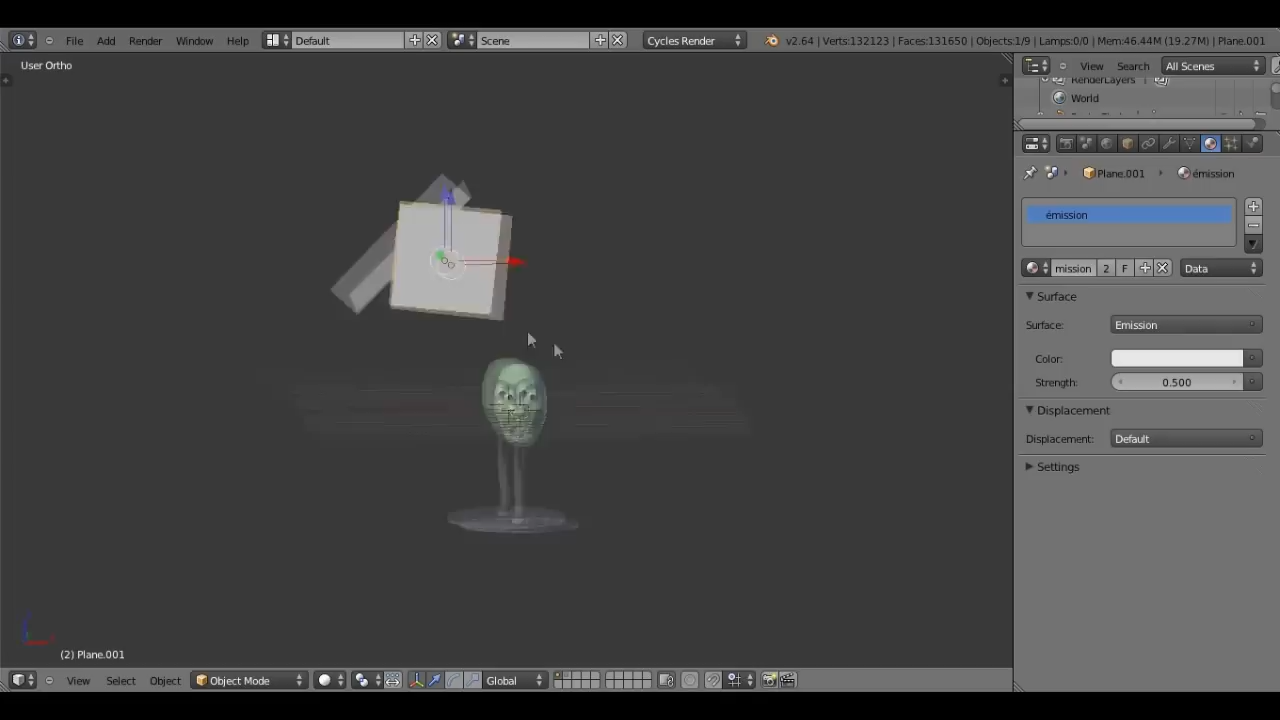 File Add Render Window Help Default Scene Cycles Render v2.64 | Verts:132123 | Faces:131650 | Objects:1/9 | Lamps:0/0 | Mem:46.44M (19.27M) | Plane.001
User Ortho
View Search All Scenes
RenderLayers
World
Plane.001 émission
émission
mission 2 F Data
Surface
Surface: Emission
Color:
Strength: 0.500
Displacement
Displacement: Default
Settings
(2) Plane.001
View Select Object Object Mode Global